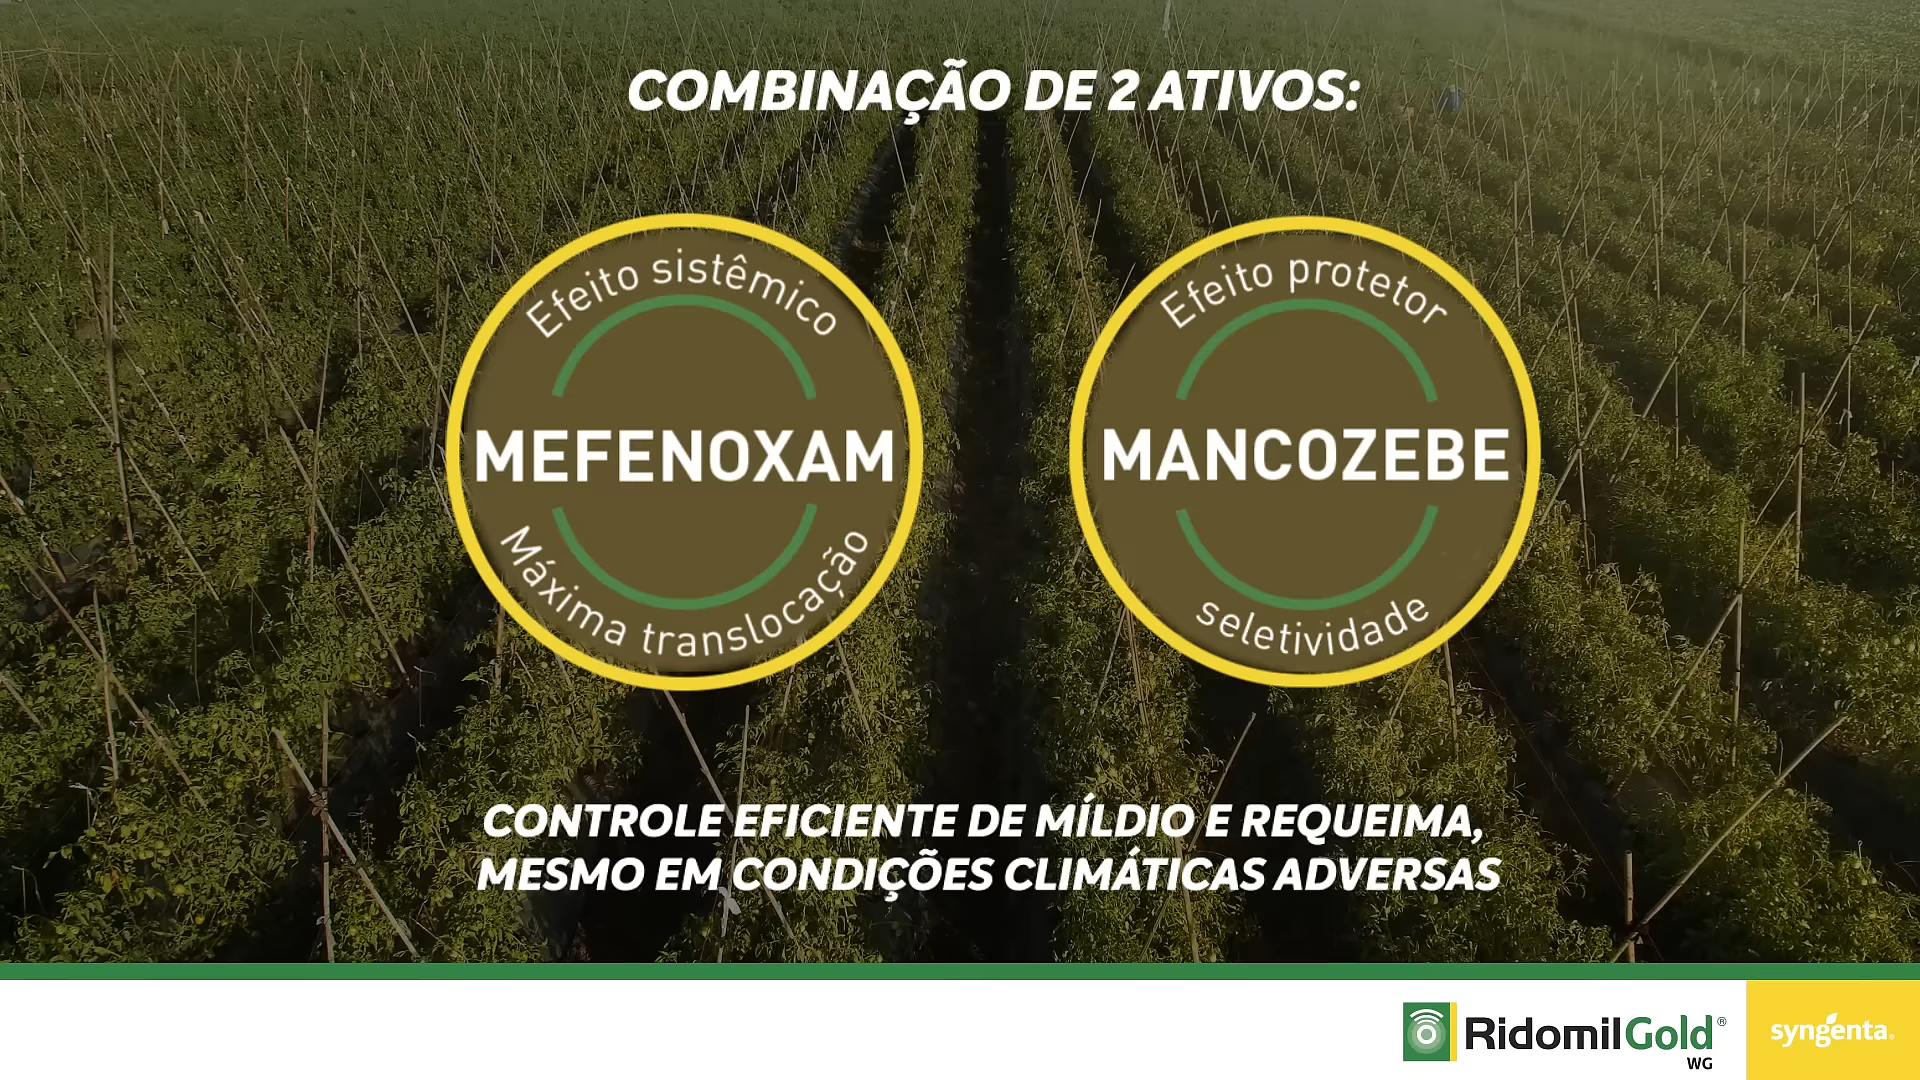 COMBINAÇÃO DE 2 ATIVOS:
Efeito sistêmico
MEFENOXAM
Máxima translocação
Efeito protetor
MANCOZEBE
seletividade
CONTROLE EFICIENTE DE MÍLDIO E REQUEIMA,
MESMO EM CONDIÇÕES CLIMÁTICAS ADVERSAS
RidomilGold®
WG
syngenta.